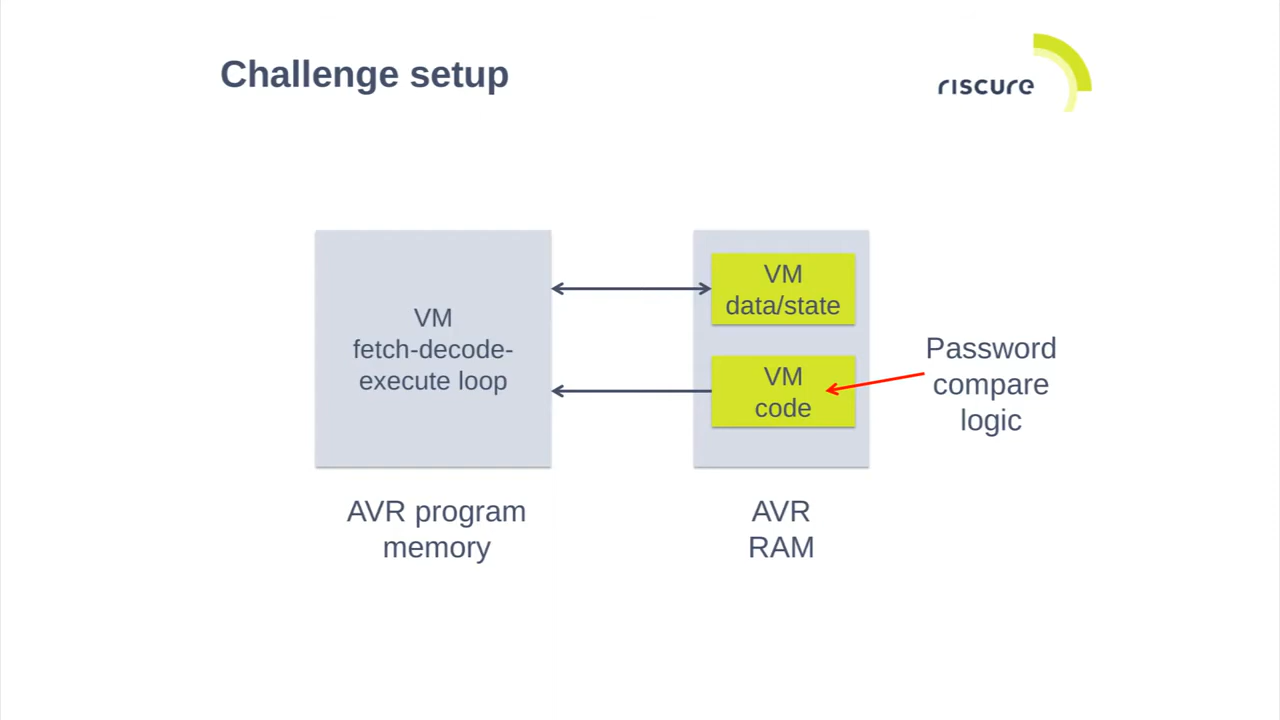 Challenge setup
riscure
VM
fetch-decode-
execute loop
VM
data/state
VM
code
Password
compare
logic
AVR program
memory
AVR
RAM